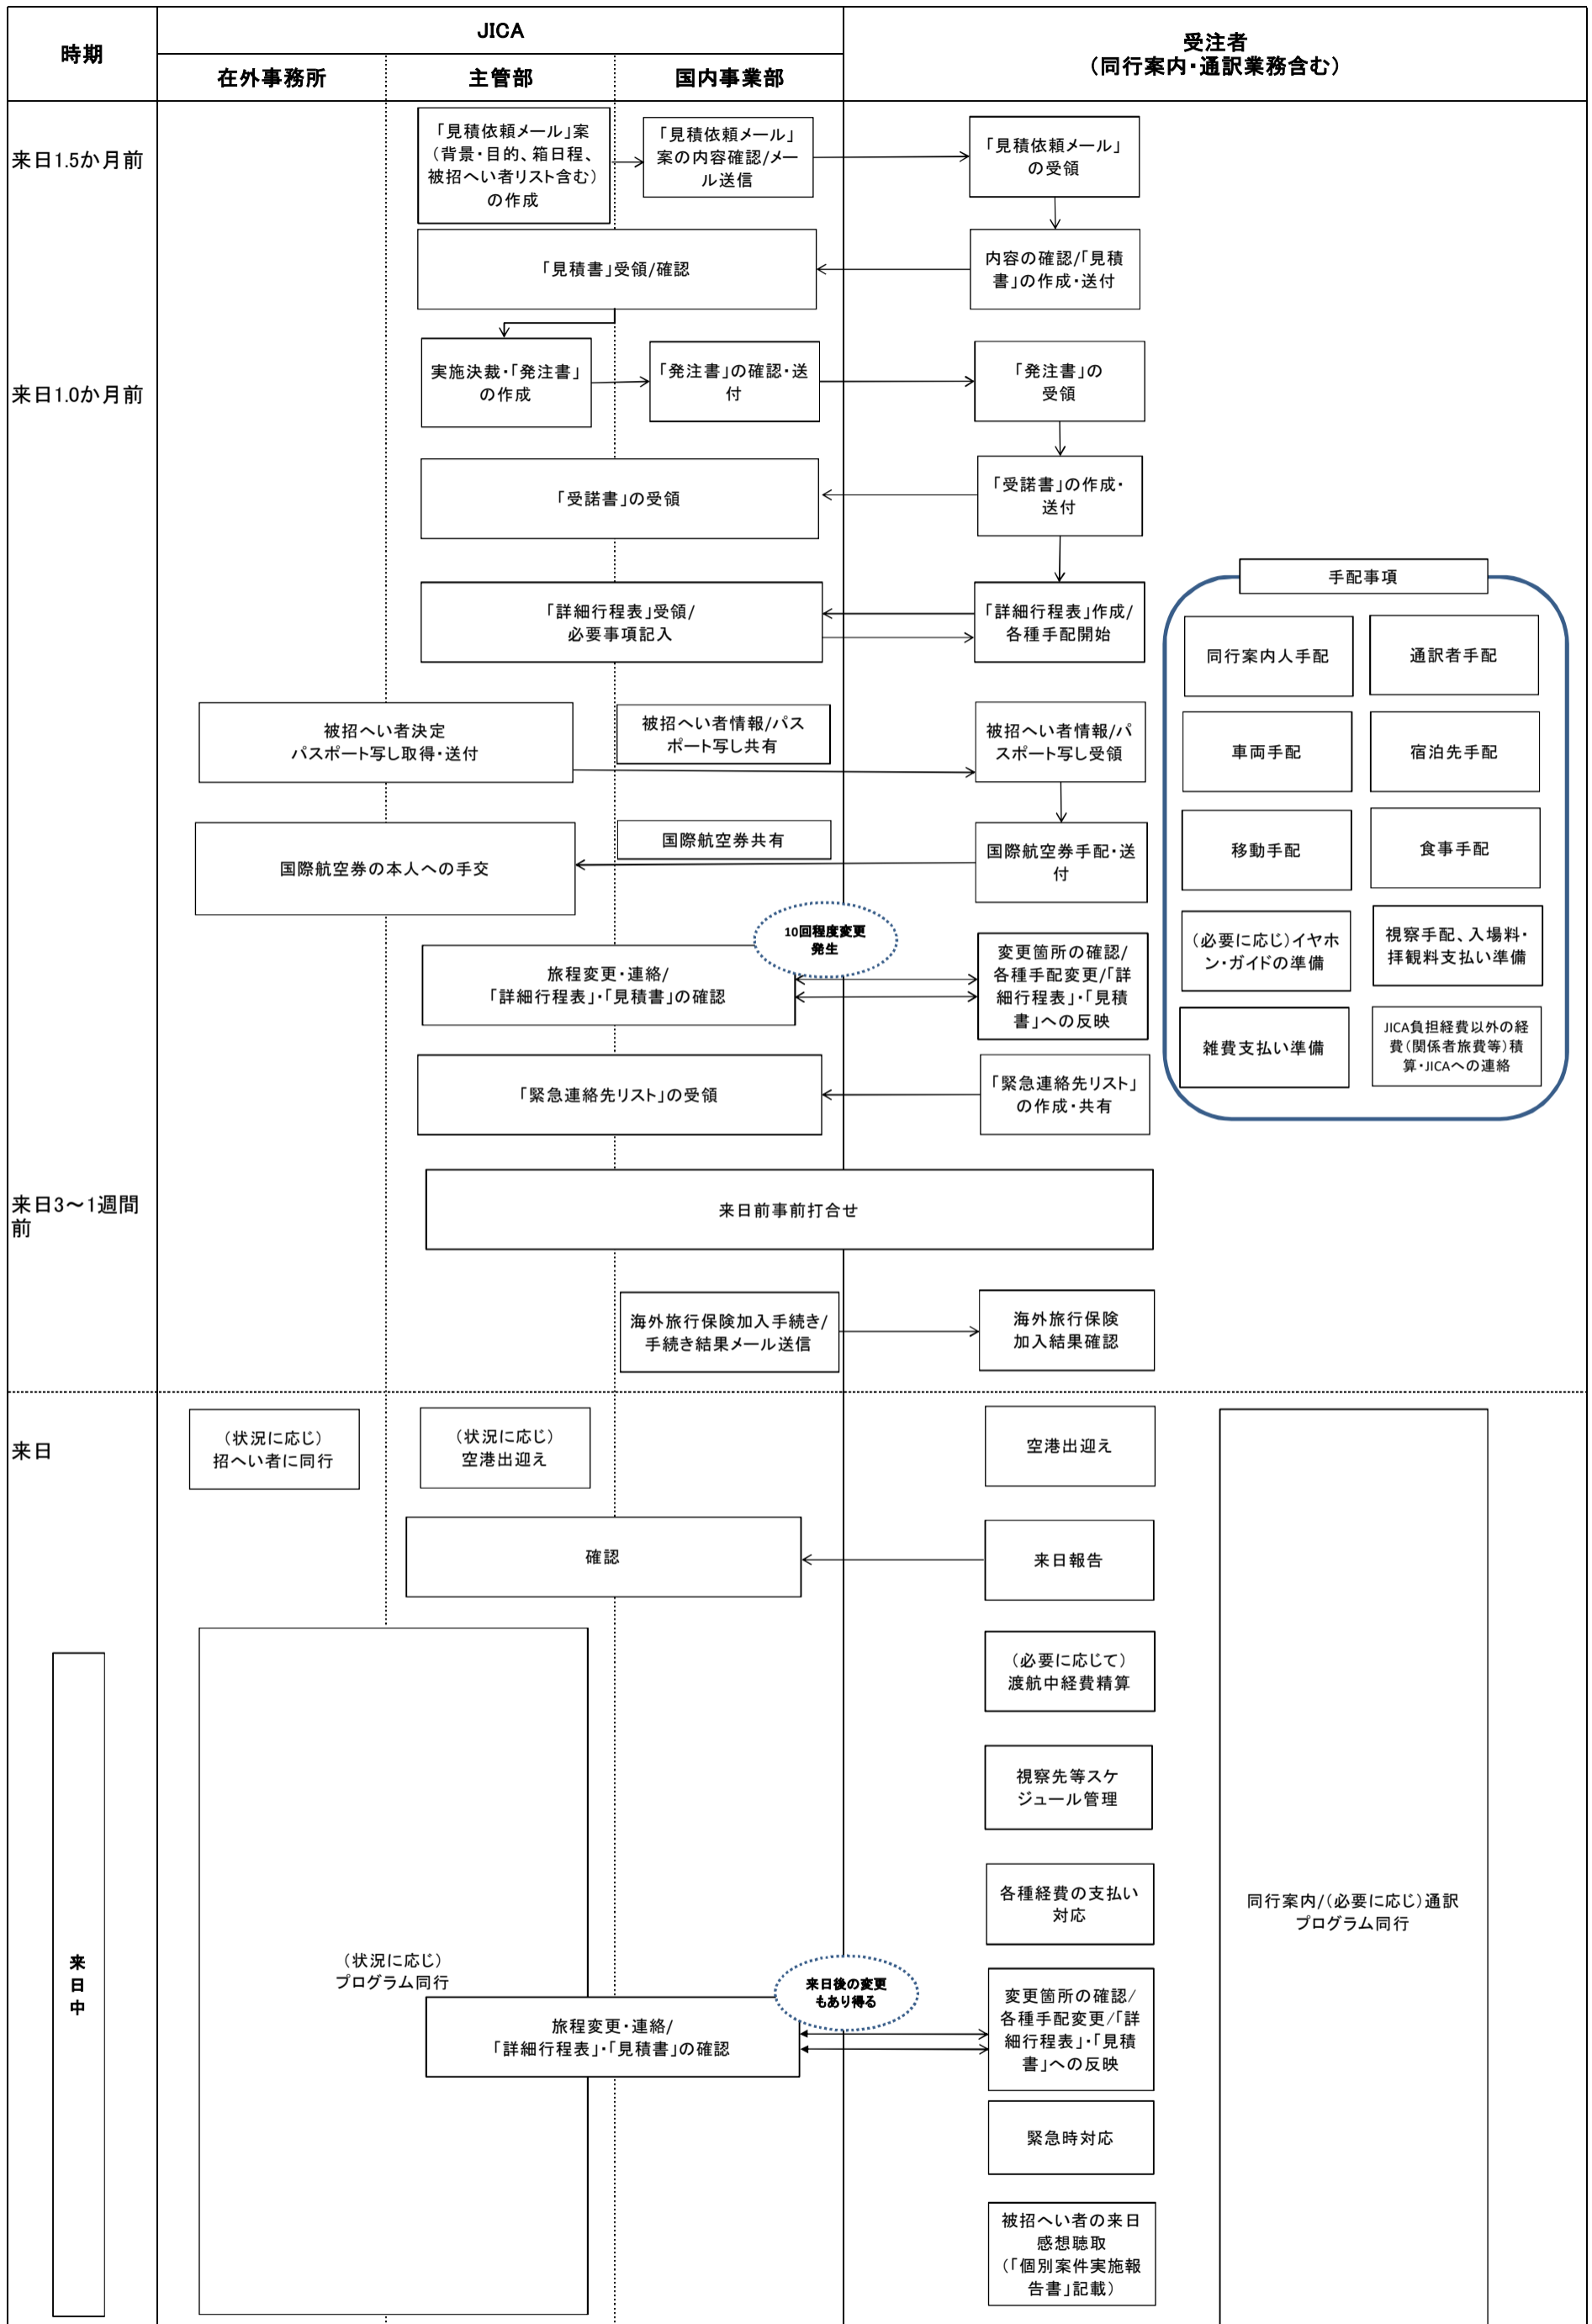 時期
JICA
受注者
（同行案内・通訳業務含む）
在外事務所
主管部
国内事業部
来日1.5か月前
「見積依頼メール」案
（背景・目的、箱日程、
被招へい者リスト含む）
の作成
「見積依頼メール」
案の内容確認/メー
ル送信
「見積依頼メール」
の受領
「見積書」受領/確認
内容の確認/「見積
書」の作成・送付
来日1.0か月前
実施決裁・「発注書」
の作成
「発注書」の確認・送
付
「発注書」の
受領
「受諾書」の受領
「受諾書」の作成・
送付
「詳細行程表」受領/
必要事項記入
「詳細行程表」作成/
各種手配開始
手配事項
同行案内人手配
通訳者手配
車両手配
宿泊先手配
移動手配
食事手配
（必要に応じ）イヤホ
ン・ガイドの準備
視察手配、入場料・
拝観料支払い準備
雑費支払い準備
JICA負担経費以外の経
費（関係者旅費等）積
算・JICAへの連絡
被招へい者決定
パスポート写し取得・送付
被招へい者情報/パス
ポート写し共有
被招へい者情報/パ
スポート写し受領
国際航空券の本人への手交
国際航空券共有
国際航空券手配・送
付
10回程度変更
発生
旅程変更・連絡/
「詳細行程表」・「見積書」の確認
変更箇所の確認/
各種手配変更/「詳
細行程表」・「見積
書」への反映
「緊急連絡先リスト」の受領
「緊急連絡先リスト」
の作成・共有
来日3～1週間
前
来日前事前打合せ
海外旅行保険加入手続き/
手続き結果メール送信
海外旅行保険
加入結果確認
来日
（状況に応じ）
招へい者に同行
（状況に応じ）
空港出迎え
空港出迎え
確認
来日報告
来
日
中
（状況に応じ）
プログラム同行
（必要に応じて）
渡航中経費精算
視察先等スケ
ジュール管理
各種経費の支払い
対応
同行案内/（必要に応じ）通訳
プログラム同行
来日後の変更
もあり得る
旅程変更・連絡/
「詳細行程表」・「見積書」の確認
変更箇所の確認/
各種手配変更/「詳
細行程表」・「見積
書」への反映
緊急時対応
被招へい者の来日
感想聴取
（「個別案件実施報
告書」記載）